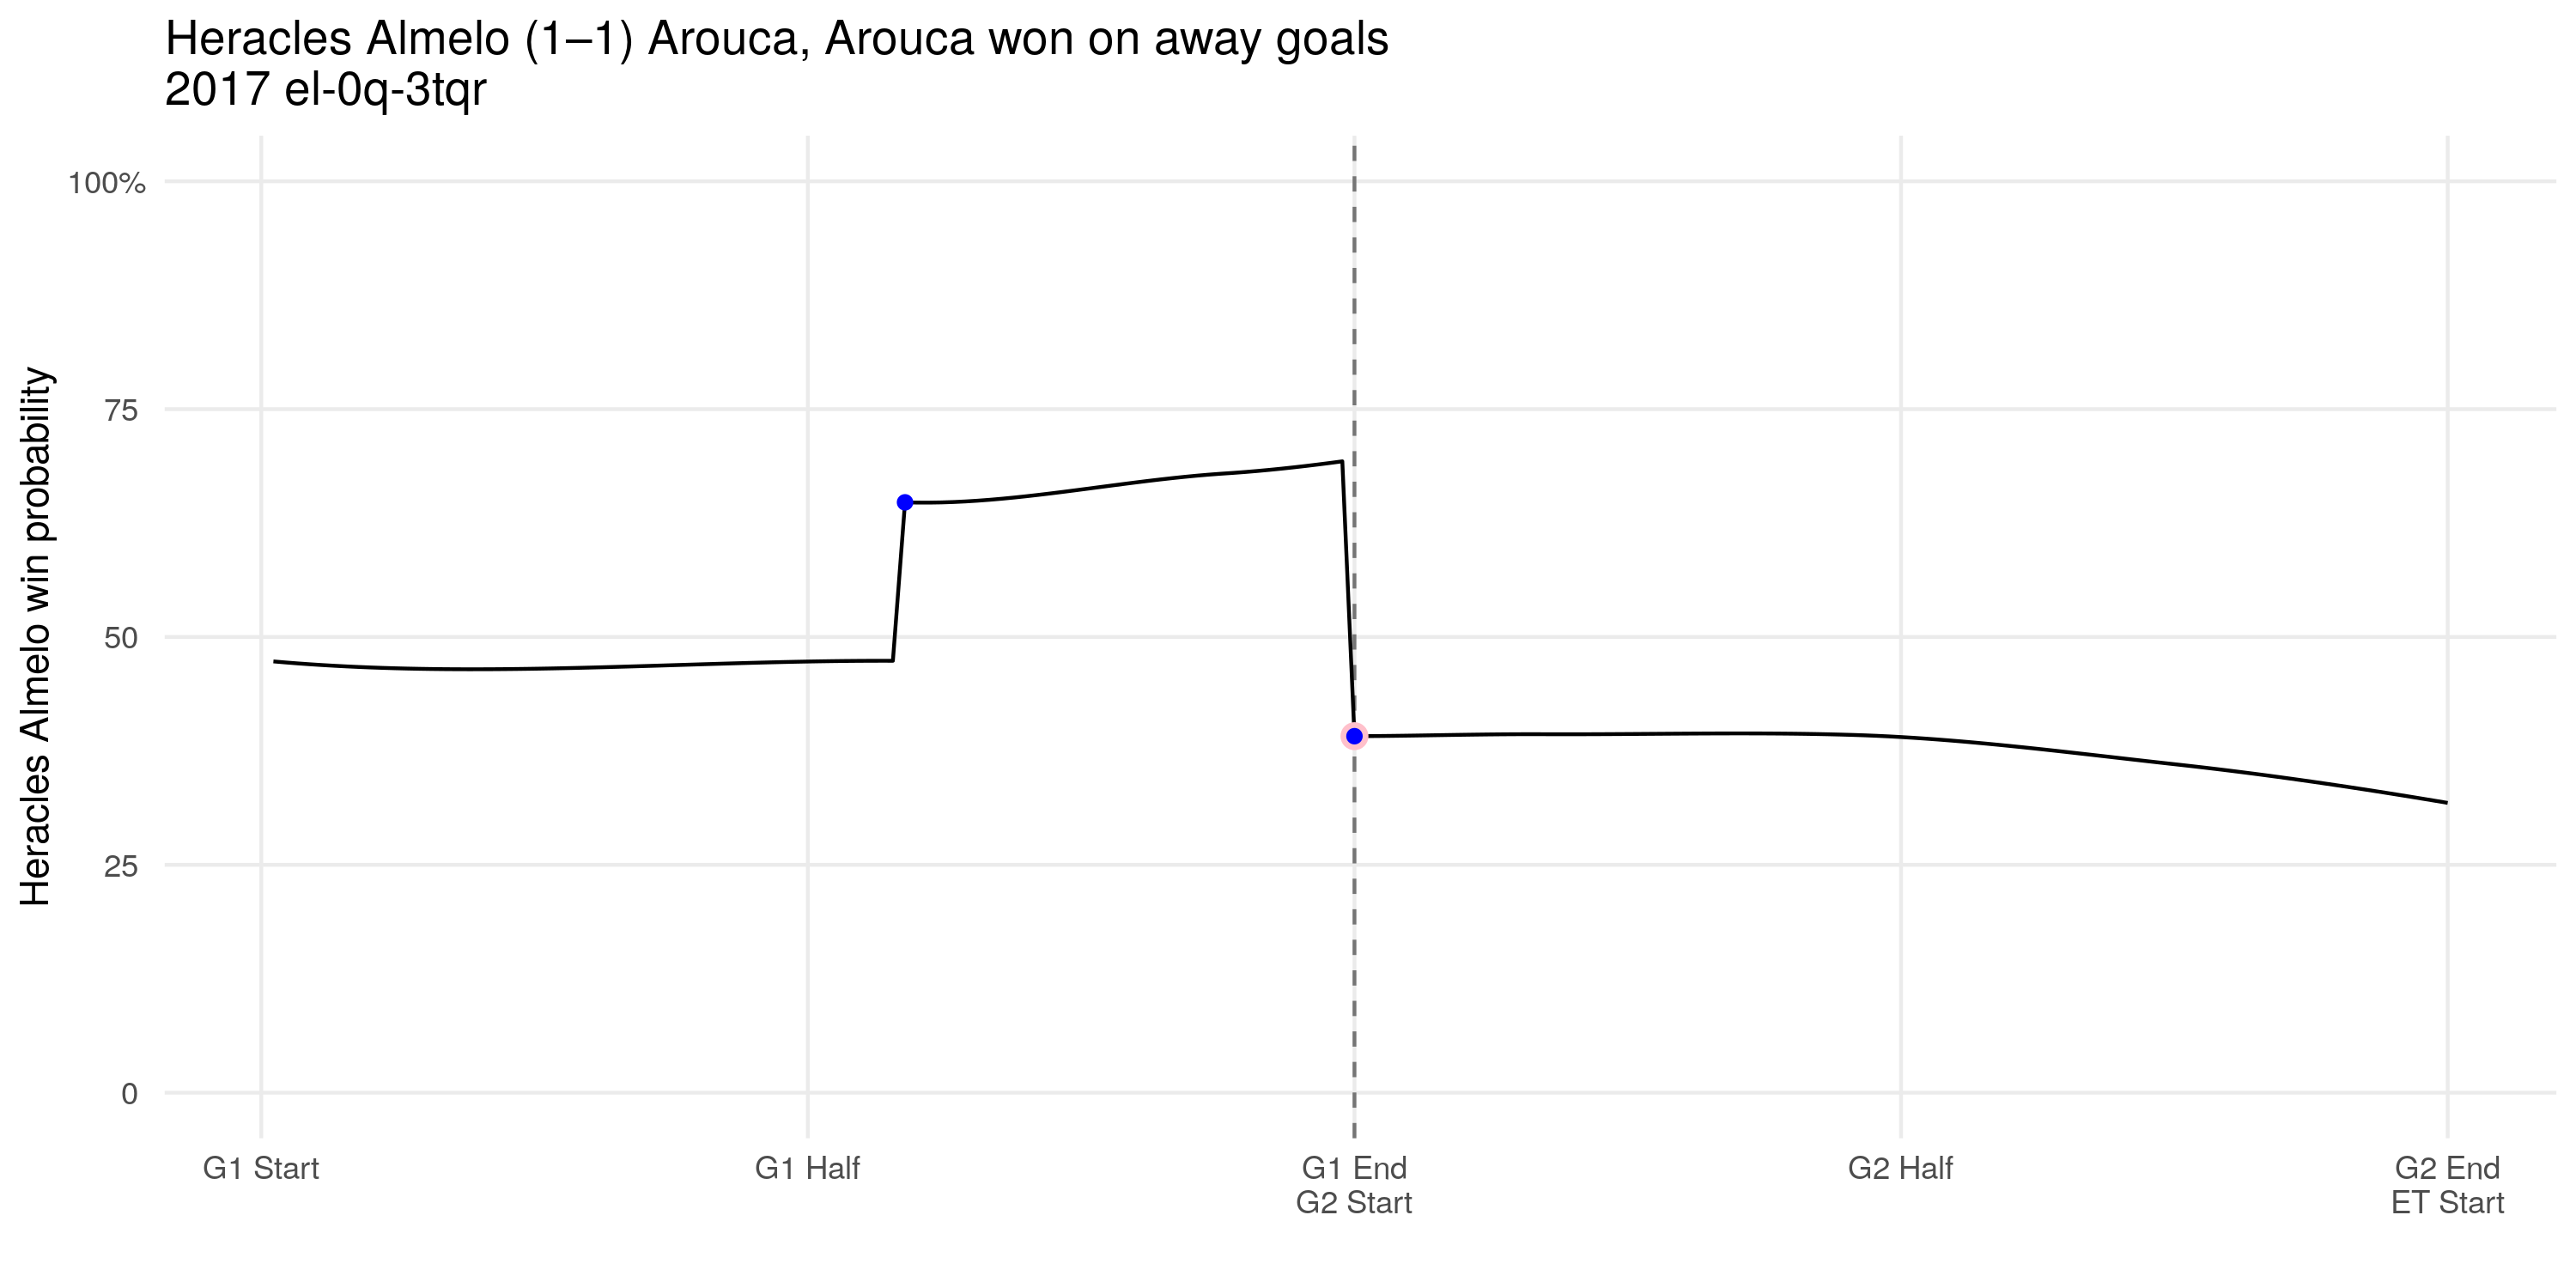 Heracles Almelo (1–1) Arouca, Arouca won on away goals
2017 el-0q-3tqr
Heracles Almelo win probability
100%
75
50
25
0
G1 Start
G1 Half
G1 End
G2 Start
G2 Half
G2 End
ET Start